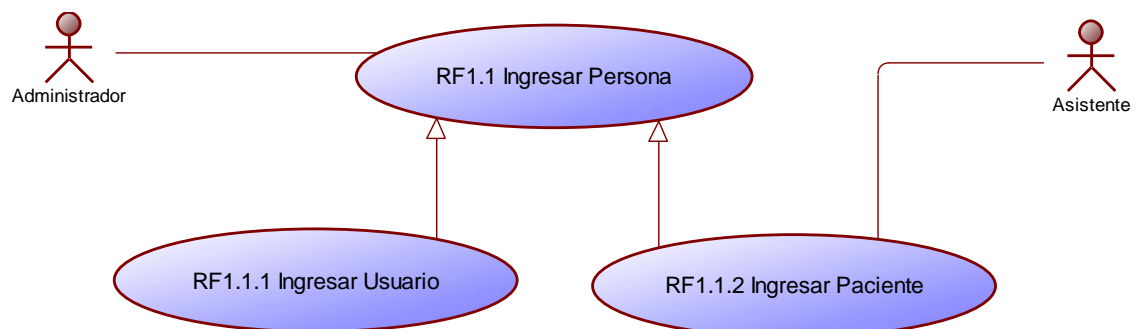 RF1.1 Ingresar Persona
Administrador
Asistente
RF1.1.1 Ingresar Usuario
RF1.1.2 Ingresar Paciente